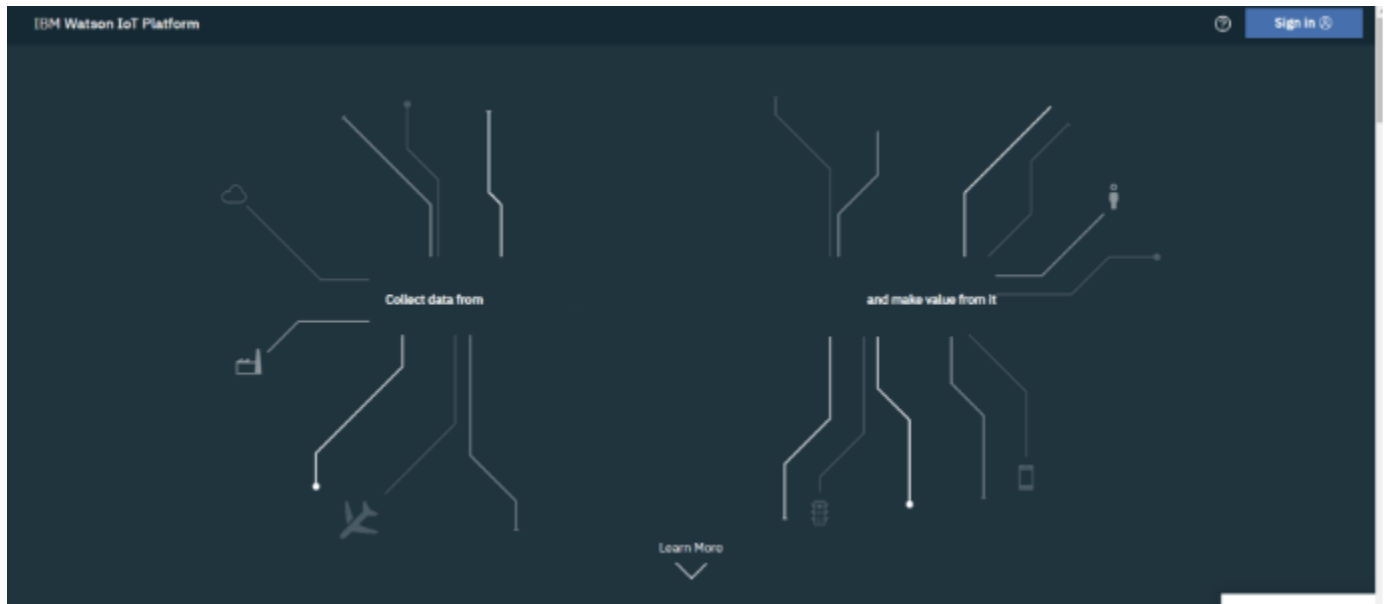 IBM Watson IoT Platform
Sign in
Collect data from
and make value from it
Learn More